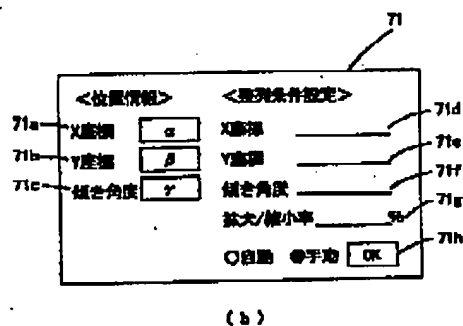 71
<位置情報> <整列条件設定>
71a X座標 α X座標 71d
71b Y座標 β Y座標 71e
71c 傾き角度 γ 傾き角度 71f
拡大/縮小率 % 71g
○自動 ◉手動 OK 71h
(b)